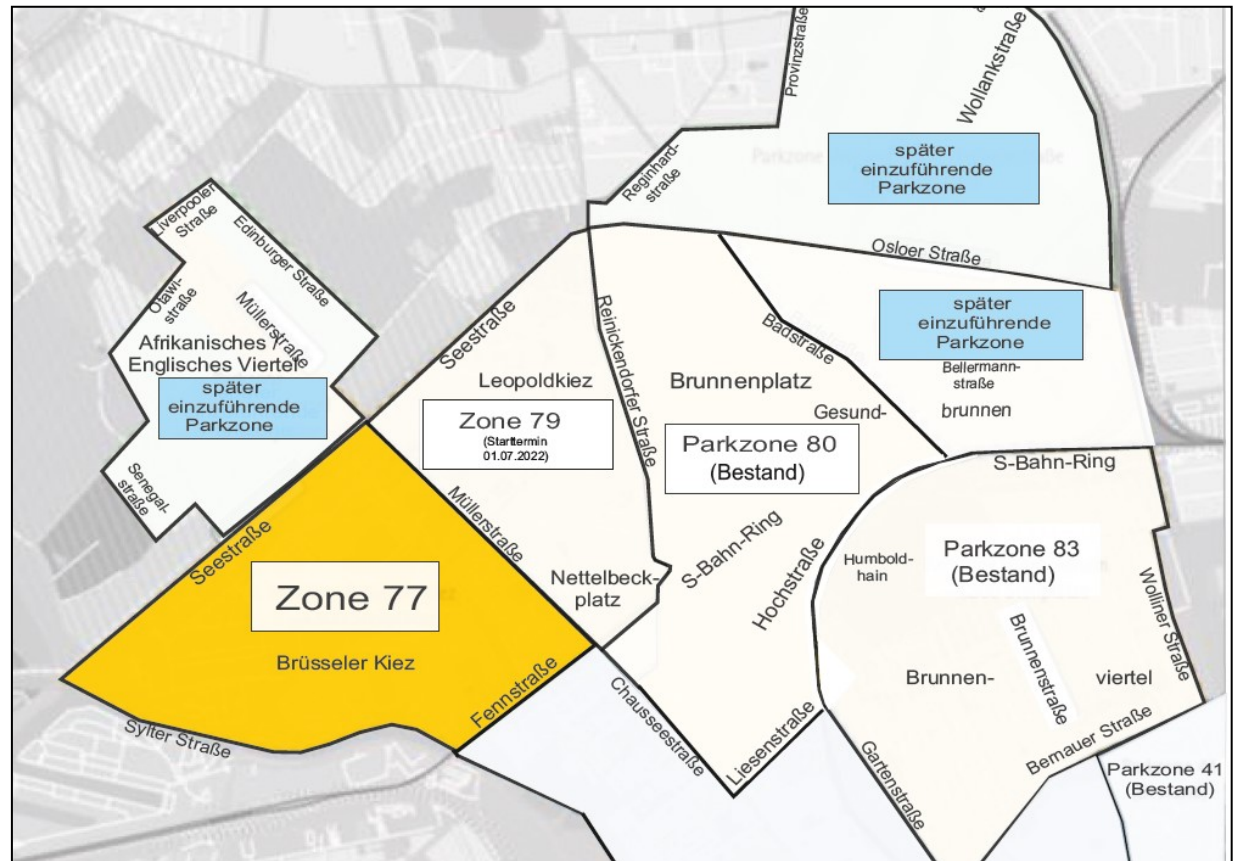 Provinzstraße
Wollankstraße
später
einzuführende
Parkzone
Reginhard-
straße
Osloer Straße
Liverpooler
Straße
Edinburger Straße
Otawi-
straße
Müllerstraße
Afrikanisches /
Englisches Viertel
später
einzuführende
Parkzone
Senegal-
straße
Seestraße
Leopoldkiez
Zone 79
(Starttermin
01.07.2022)
Reinickendorfer Straße
Müllerstraße
Nettelbeck-
platz
Badstraße
später
einzuführende
Parkzone
Bellermann-
straße
Brunnenplatz
Gesund-
brunnen
Parkzone 80
(Bestand)
S-Bahn-Ring
Hochstraße
S-Bahn-Ring
Humbold-
hain
Parkzone 83
(Bestand)
Wolliner Straße
Brunnen-
viertel
Brunnenstraße
Bernauer Straße
Gartenstraße
Liesenstraße
Chausseestraße
Seestraße
Zone 77
Brüsseler Kiez
Fennstraße
Sylter Straße
Parkzone 41
(Bestand)